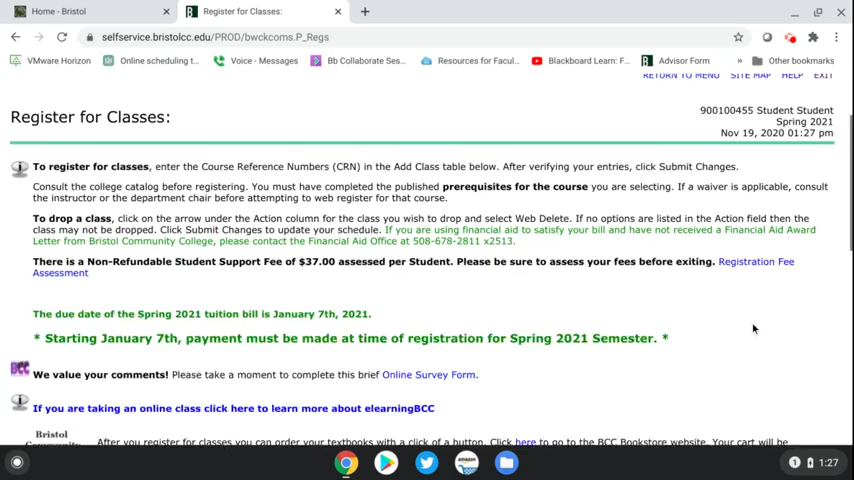 Home - Bristol
Register for Classes:
selfservice.bristolcc.edu/PROD/bwckcoms.P_Regs
VMware Horizon
Online scheduling t...
Voice - Messages
Bb Collaborate Ses...
Resources for Facul...
Blackboard Learn: F...
Advisor Form
»
Other bookmarks
RETURN TO MENU SITE MAP HELP EXIT
Register for Classes:
900100455 Student Student
Spring 2021
Nov 19, 2020 01:27 pm
To register for classes, enter the Course Reference Numbers (CRN) in the Add Class table below. After verifying your entries, click Submit Changes.
Consult the college catalog before registering. You must have completed the published prerequisites for the course you are selecting. If a waiver is applicable, consult
the instructor or the department chair before attempting to web register for that course.
To drop a class, click on the arrow under the Action column for the class you wish to drop and select Web Delete. If no options are listed in the Action field then the
class may not be dropped. Click Submit Changes to update your schedule. If you are using financial aid to satisfy your bill and have not received a Financial Aid Award
Letter from Bristol Community College, please contact the Financial Aid Office at 508-678-2811 x2513.
There is a Non-Refundable Student Support Fee of $37.00 assessed per Student. Please be sure to assess your fees before exiting. Registration Fee
Assessment
The due date of the Spring 2021 tuition bill is January 7th, 2021.
* Starting January 7th, payment must be made at time of registration for Spring 2021 Semester. *
BCC
We value your comments! Please take a moment to complete this brief Online Survey Form.
If you are taking an online class click here to learn more about elearningBCC
Bristol
Community
After you register for classes you can order your textbooks with a click of a button. Click here to go to the BCC Bookstore website. Your cart will be
amazon
1
1:27